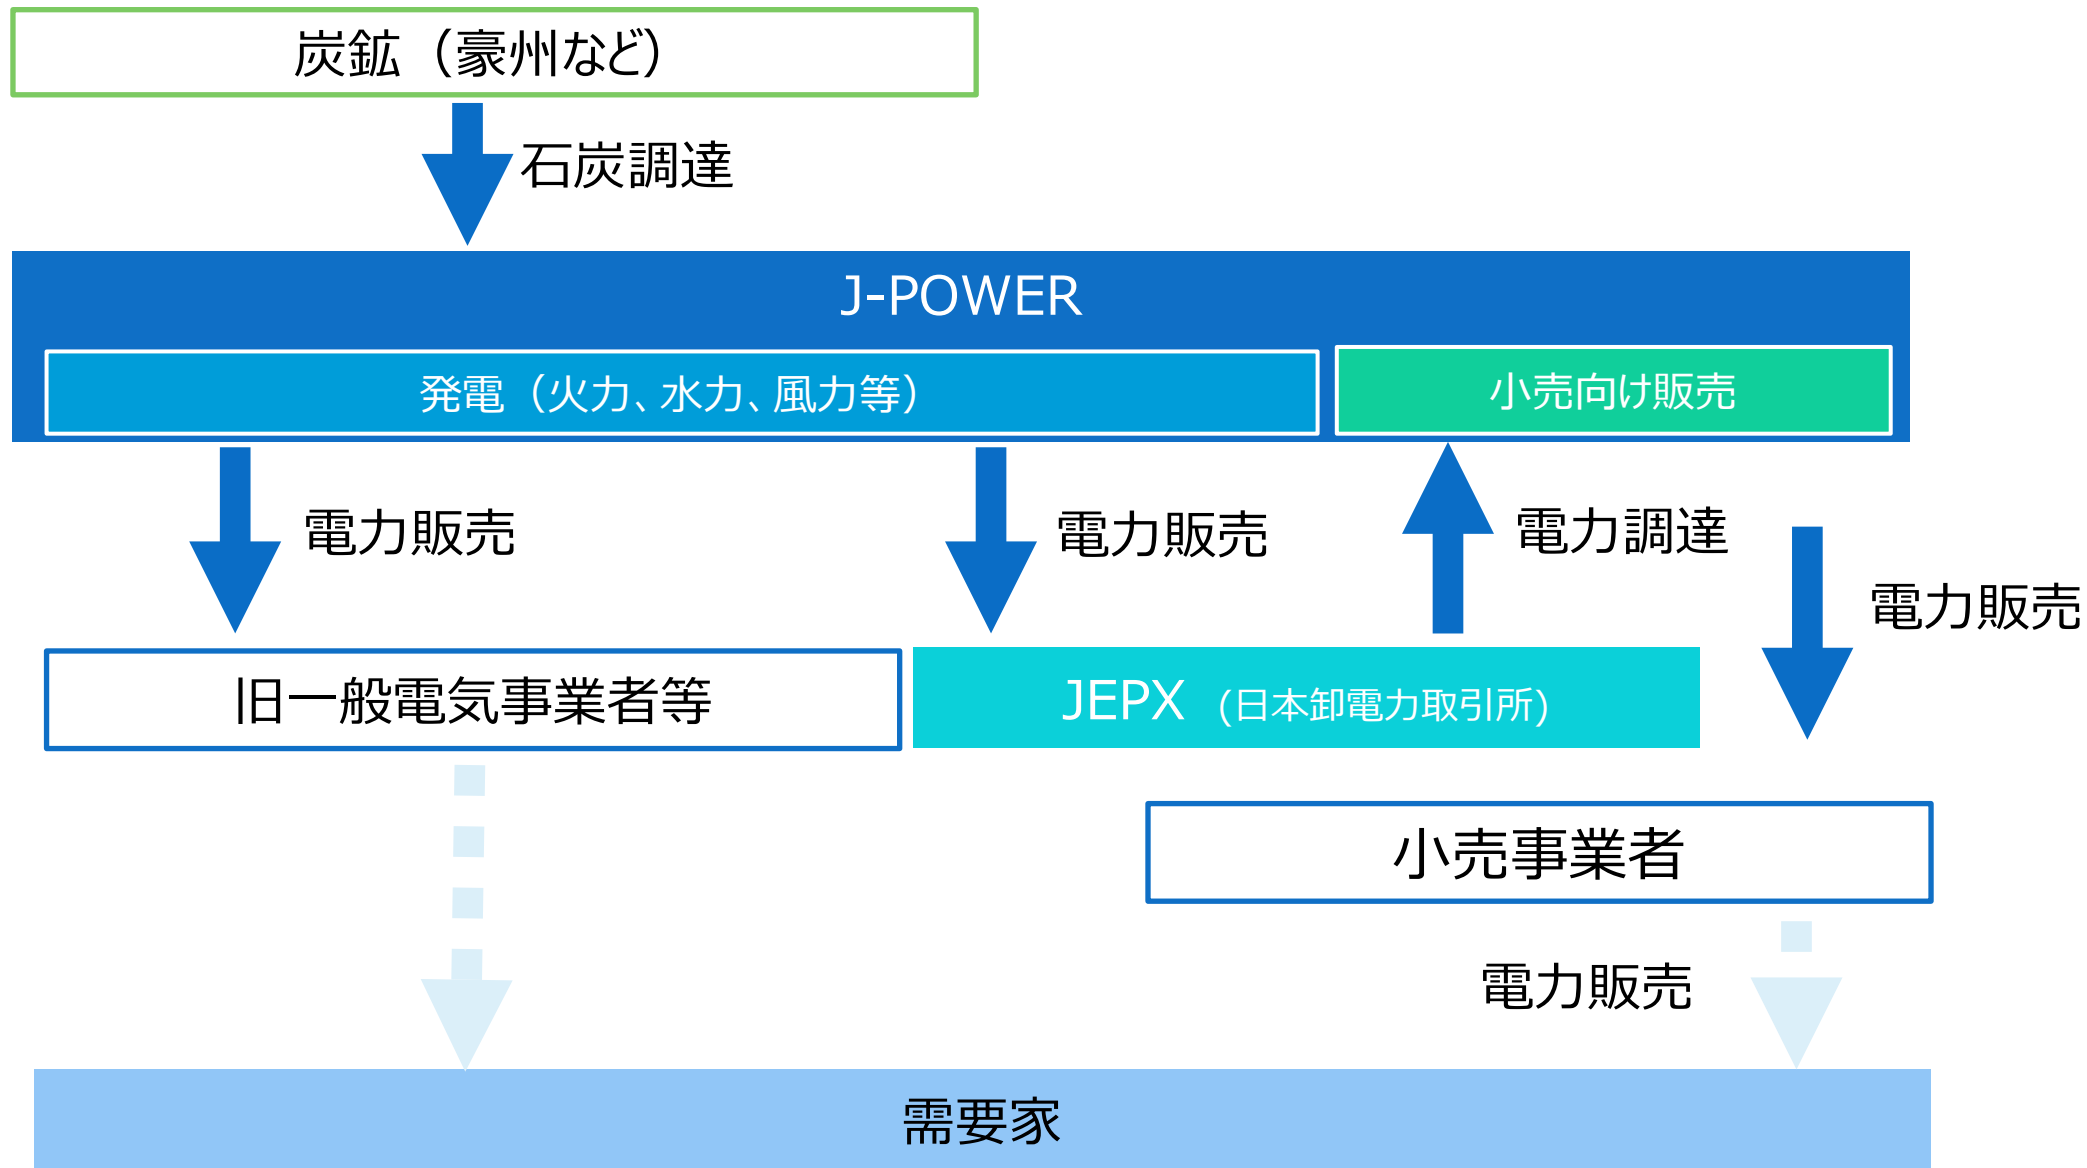 炭鉱（豪州など）
石炭調達
J-POWER
発電（火力、水力、風力等）
小売向け販売
電力販売
電力販売
電力調達
電力販売
旧一般電気事業者等
JEPX（日本卸電力取引所）
小売事業者
電力販売
需要家